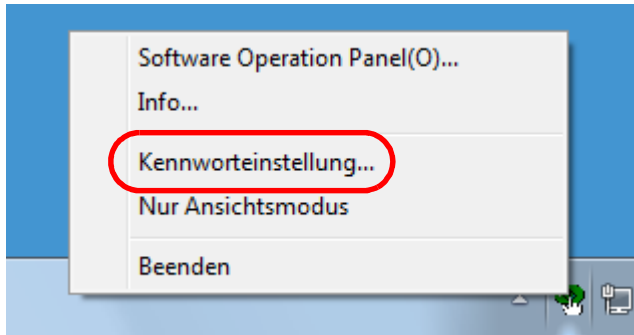 Software Operation Panel(O)...
Info...
Kennworteinstellung...
Nur Ansichtsmodus
Beenden